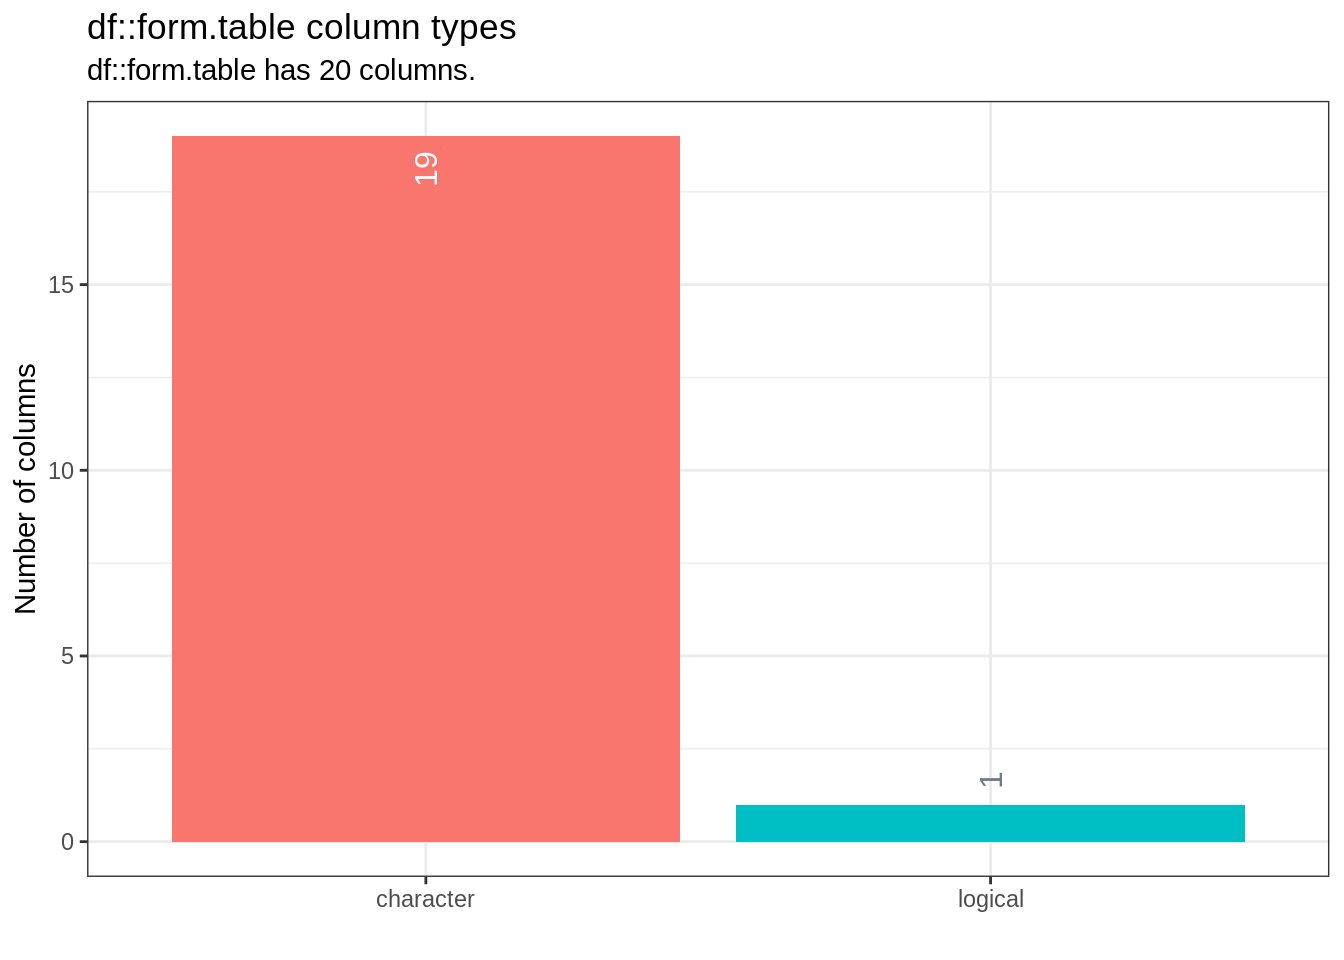 df::form.table column types
df::form.table has 20 columns.
Number of columns
15
10
5
0
19
1
character
logical